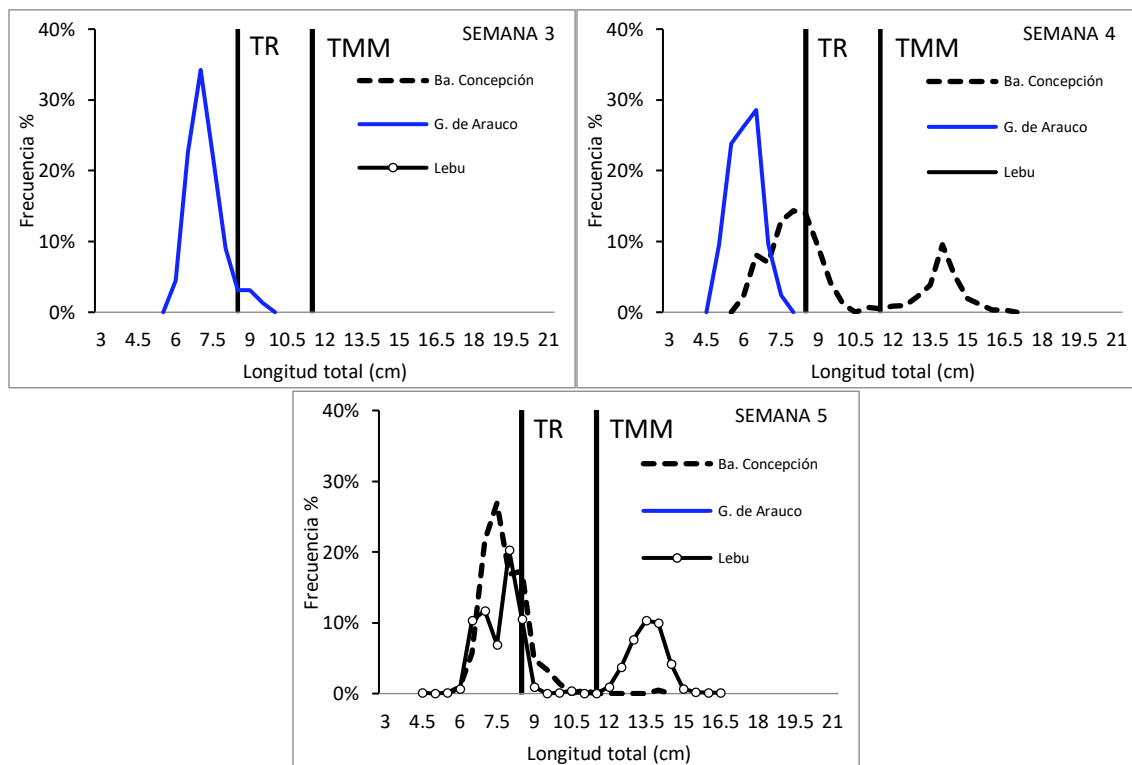 SEMANA 3
TR
TMM
40%
30%
20%
10%
0%
Frecuencia %
Ba. Concepción
G. de Arauco
Lebu
3 4.5 6 7.5 9 10.5 12 13.5 15 16.5 18 19.5 21
Longitud total (cm)
SEMANA 4
TR
TMM
40%
30%
20%
10%
0%
Frecuencia %
Ba. Concepción
G. de Arauco
Lebu
3 4.5 6 7.5 9 10.5 12 13.5 15 16.5 18 19.5 21
Longitud total (cm)
SEMANA 5
TR
TMM
40%
30%
20%
10%
0%
Frecuencia %
Ba. Concepción
G. de Arauco
Lebu
3 4.5 6 7.5 9 10.5 12 13.5 15 16.5 18 19.5 21
Longitud total (cm)